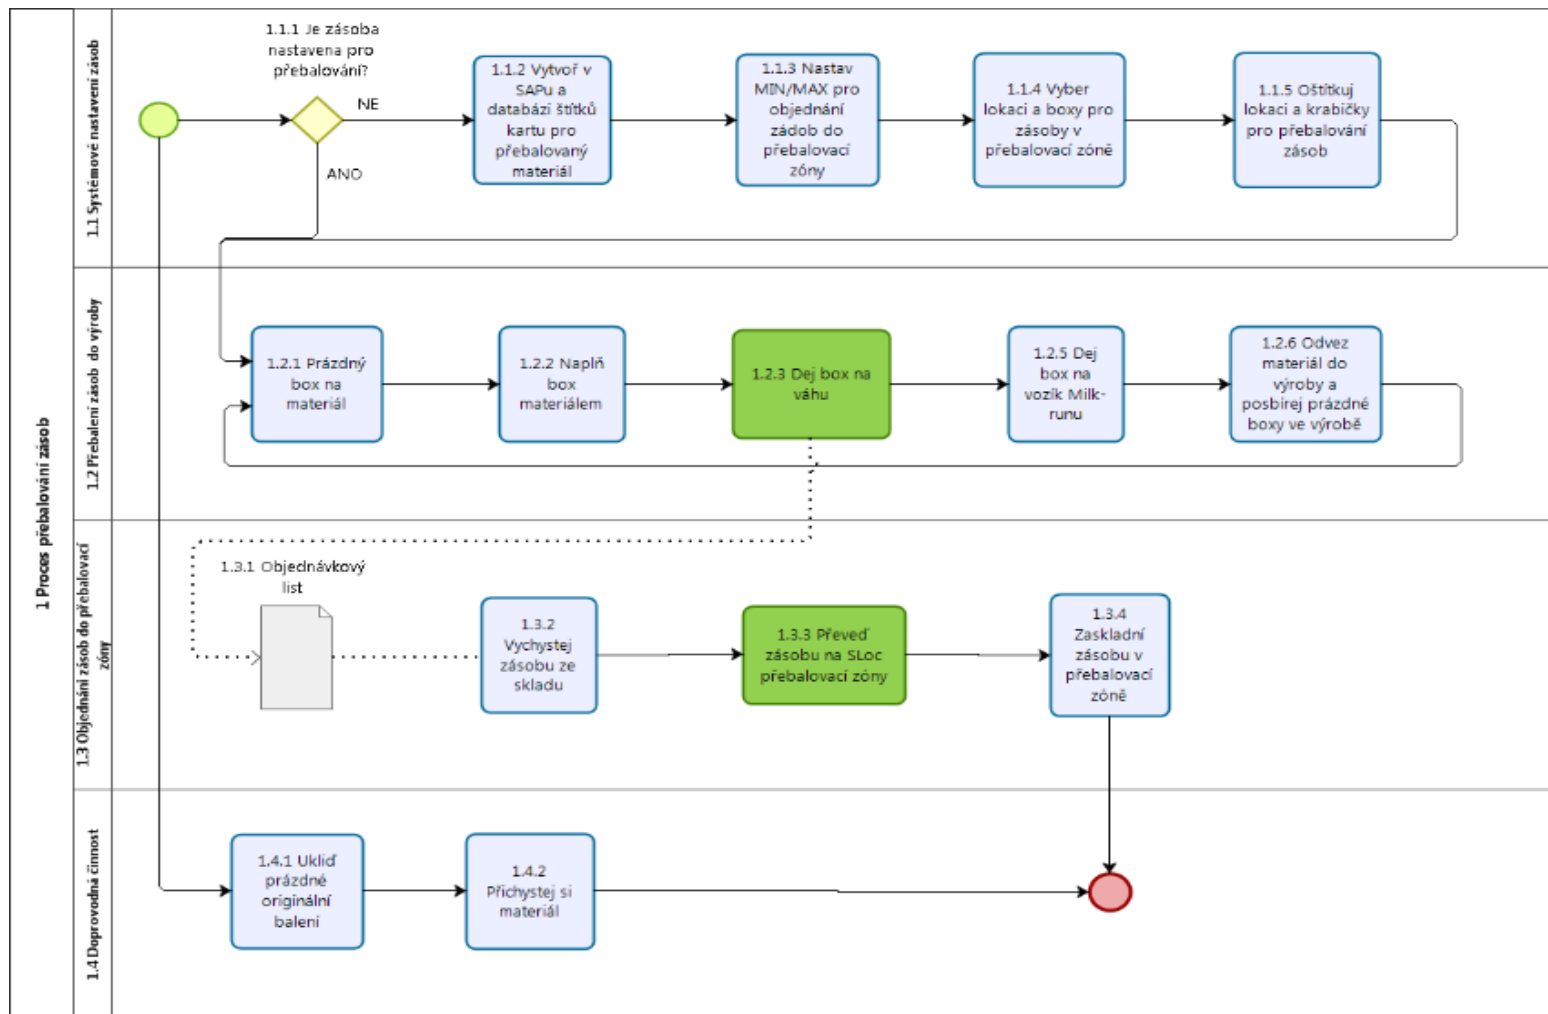 1 Proces přebalování zásob
1.1 Systémové nastavení zásob
1.1.1 Je zásoba
nastavena pro
přebalování?
NE
ANO
1.1.2 Vytvoř v
SAPu a
databázi štítků
kartu pro
přebalovaný
materiál
1.1.3 Nastav
MIN/MAX pro
objednání
zádob do
přebalovací
zóny
1.1.4 Vyber
lokaci a boxy pro
zásoby v
přebalovací zóně
1.1.5 Oštítkuj
lokaci a krabičky
pro přebalování
zásob
1.2 Přebalení zásob do výroby
1.2.1 Prázdný
box na
materiál
1.2.2 Naplň
box
materiálem
1.2.3 Dej box na
váhu
1.2.5 Dej
box na
vozík Milk-
runu
1.2.6 Odvez
materiál do
výroby a
posbírej prázdné
boxy ve výrobě
1.3 Objednání zásob do přebalovací
zóny
1.3.1 Objednávkový
list
1.3.2
Vychystej
zásobu ze
skladu
1.3.3 Převeď
zásobu na SLoc
přebalovací zóny
1.3.4
Zaskladní
zásobu v
přebalovací
zóně
1.4 Doprovodná činnost
1.4.1 Ukliď
prázdné
originální
balení
1.4.2
Přichystej si
materiál